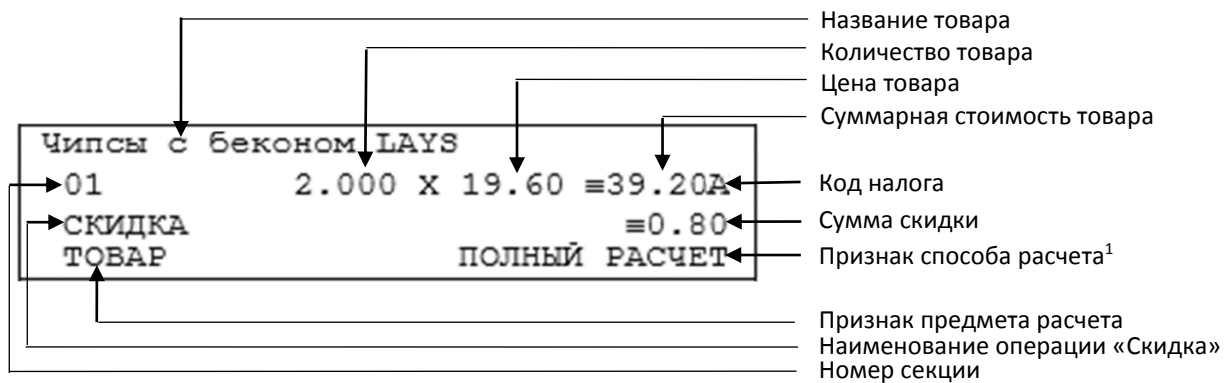 Название товара
Количество товара
Цена товара
Суммарная стоимость товара
Чипсы с беконом LAYS
01 2.000 X 19.60 ≡39.20А
Код налога
СКИДКА ≡0.80
Сумма скидки
ТОВАР ПОЛНЫЙ РАСЧЕТ
Признак способа расчета¹
Признак предмета расчета
Наименование операции «Скидка»
Номер секции